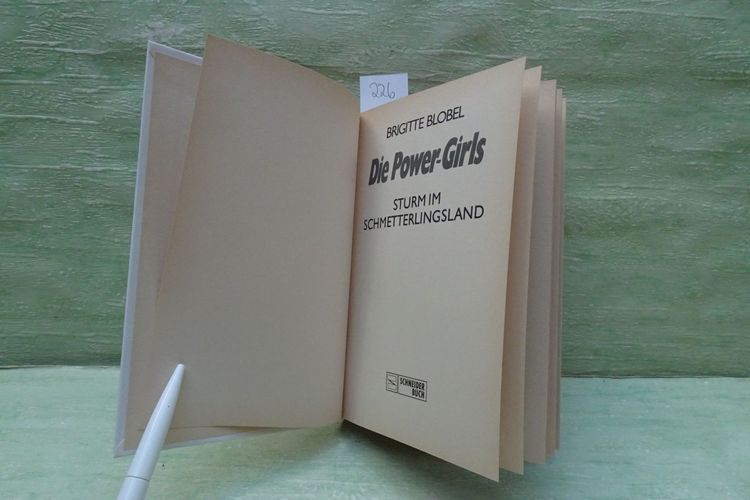 226
BRIGITTE BLOBEL
Die Power-Girls
STURM IM
SCHMETTERLINGSLAND
SCHNEIDER
BUCH